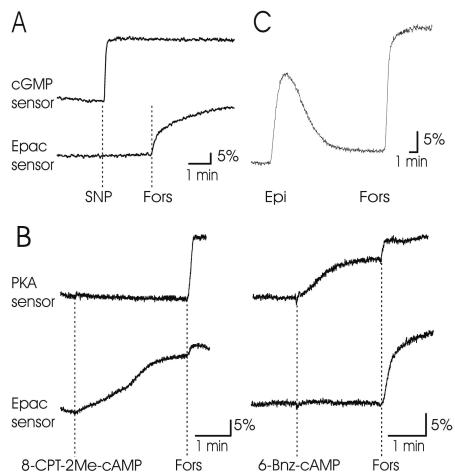 A
cGMP
sensor
Epac
sensor
5%
1 min
SNP
Fors
C
5%
1 min
Epi
Fors
B
PKA
sensor
Epac
sensor
5%
1 min
5%
1 min
8-CPT-2Me-cAMP
Fors
6-Bnz-cAMP
Fors